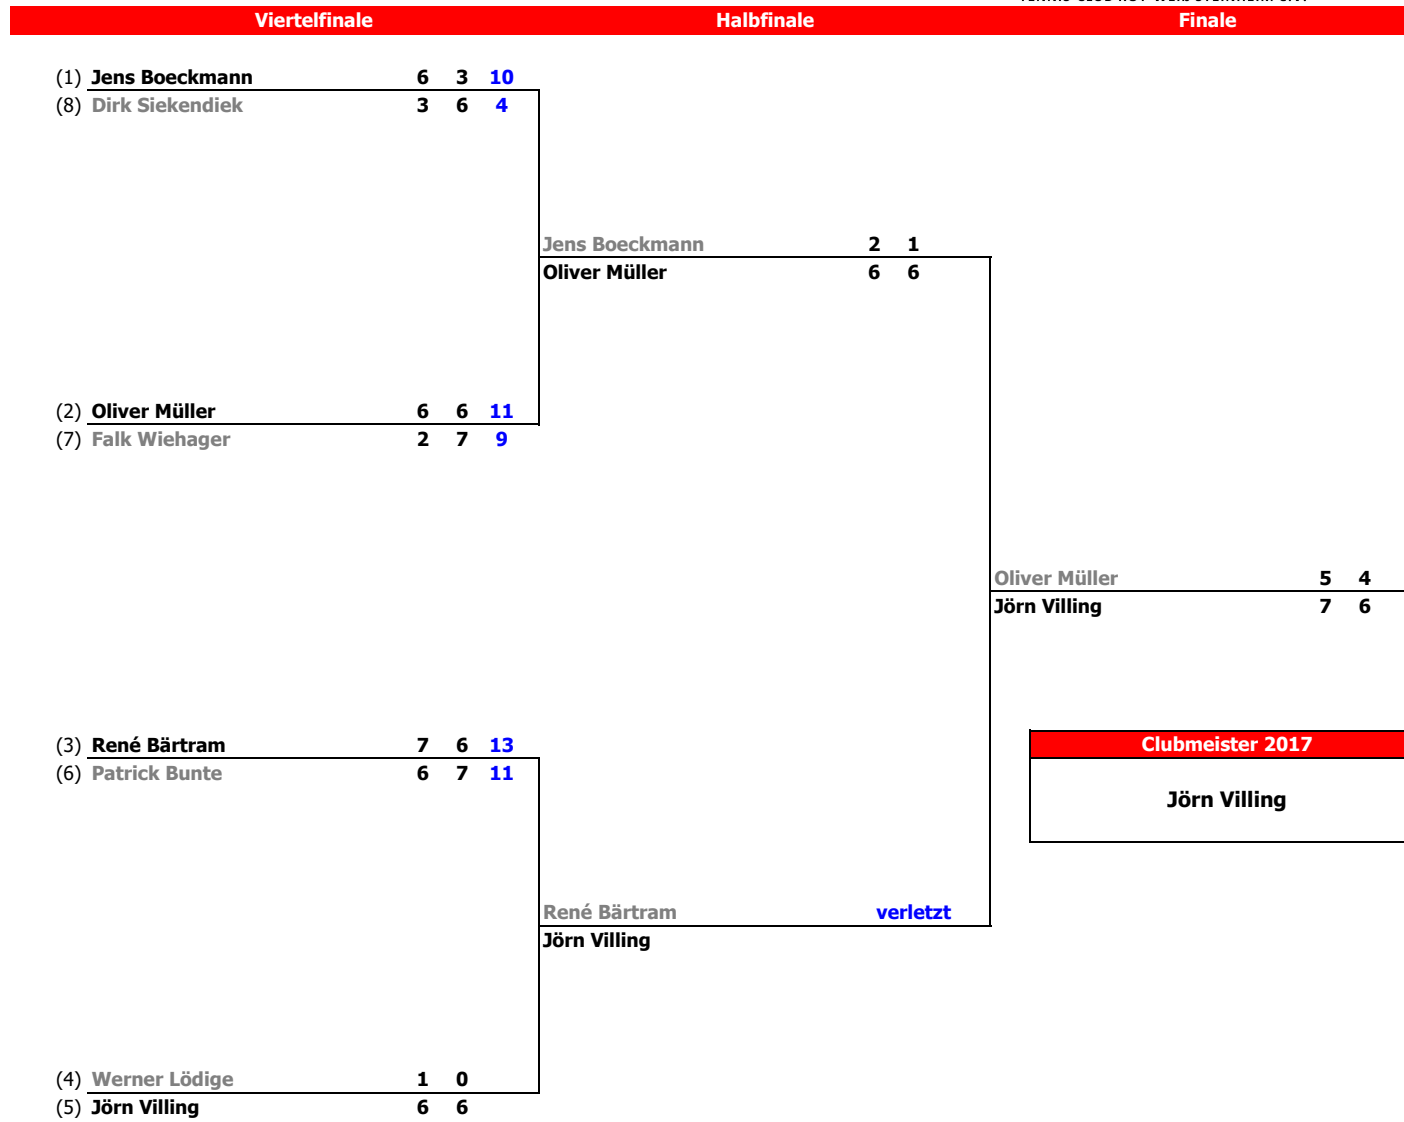 Viertelfinale Halbfinale Finale
(1) Jens Boeckmann 6 3 10
(8) Dirk Siekendiek 3 6 4
Jens Boeckmann 2 1
Oliver Müller 6 6
(2) Oliver Müller 6 6 11
(7) Falk Wiehager 2 7 9
Oliver Müller 5 4
Jörn Villing 7 6
(3) René Bärtram 7 6 13
Clubmeister 2017
(6) Patrick Bunte 6 7 11
Jörn Villing
René Bärtram verletzt
Jörn Villing
(4) Werner Lödige 1 0
(5) Jörn Villing 6 6